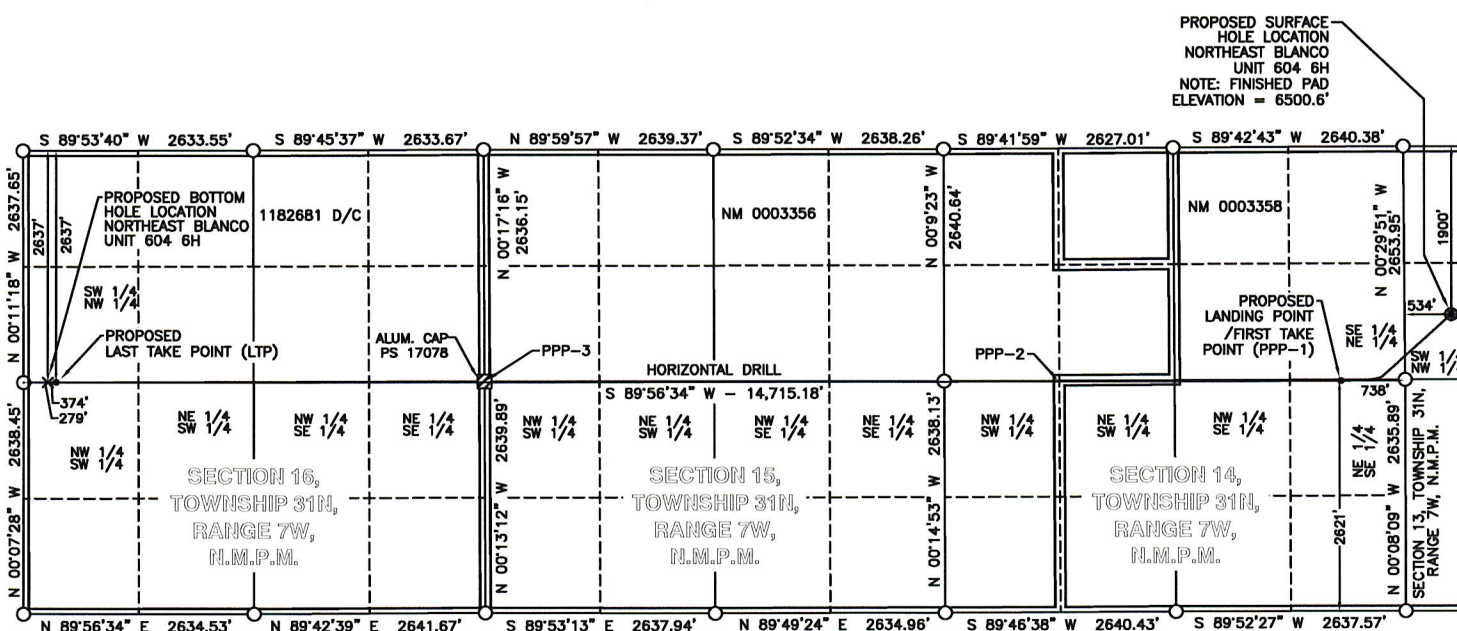 PROPOSED SURFACE
HOLE LOCATION
NORTHEAST BLANCO
UNIT 604 6H
NOTE: FINISHED PAD
ELEVATION = 6500.6'
S 89°53'40" W 2633.55'
S 89°45'37" W 2633.67'
N 89°59'57" W 2639.37'
S 89°52'34" W 2638.26'
S 89°41'59" W 2627.01'
S 89°42'43" W 2640.38'
N 00°11'18" W 2637.65'
2637'
2637'
PROPOSED BOTTOM
HOLE LOCATION
NORTHEAST BLANCO
UNIT 604 6H
1182681 D/C
N 00°17'16" W
2636.15'
NM 0003356
N 00°9'23" W
2640.64'
NM 0003358
N 00°29'51" W
2653.95'
1900'
534'
SW 1/4
NW 1/4
PROPOSED
LAST TAKE POINT (LTP)
ALUM. CAP
PS 17078
PPP-3
PPP-2
PROPOSED
LANDING POINT
/FIRST TAKE
POINT (PPP-1)
SE 1/4
NE 1/4
SW 1/4
NW 1/4
HORIZONTAL DRILL
S 89°56'34" W - 14,715.18'
374'
279'
738'
NW 1/4
SW 1/4
NE 1/4
SW 1/4
NW 1/4
SE 1/4
NE 1/4
SE 1/4
NW 1/4
SW 1/4
NE 1/4
SW 1/4
NW 1/4
SE 1/4
NE 1/4
SE 1/4
NW 1/4
SW 1/4
NE 1/4
SW 1/4
NW 1/4
SE 1/4
NE 1/4
SE 1/4
N 00°07'28" W 2638.45'
N 00°13'12" W 2639.89'
N 00°14'53" W 2638.13'
2621'
N 00°08'09" W 2635.89'
SECTION 13, TOWNSHIP 31N,
RANGE 7W, N.M.P.M.
SECTION 16,
TOWNSHIP 31N,
RANGE 7W,
N.M.P.M.
SECTION 15,
TOWNSHIP 31N,
RANGE 7W,
N.M.P.M.
SECTION 14,
TOWNSHIP 31N,
RANGE 7W,
N.M.P.M.
N 89°56'34" E 2634.53'
N 89°42'39" E 2641.67'
S 89°53'13" E 2637.94'
N 89°49'24" E 2634.96'
S 89°46'38" W 2640.43'
S 89°52'27" W 2637.57'